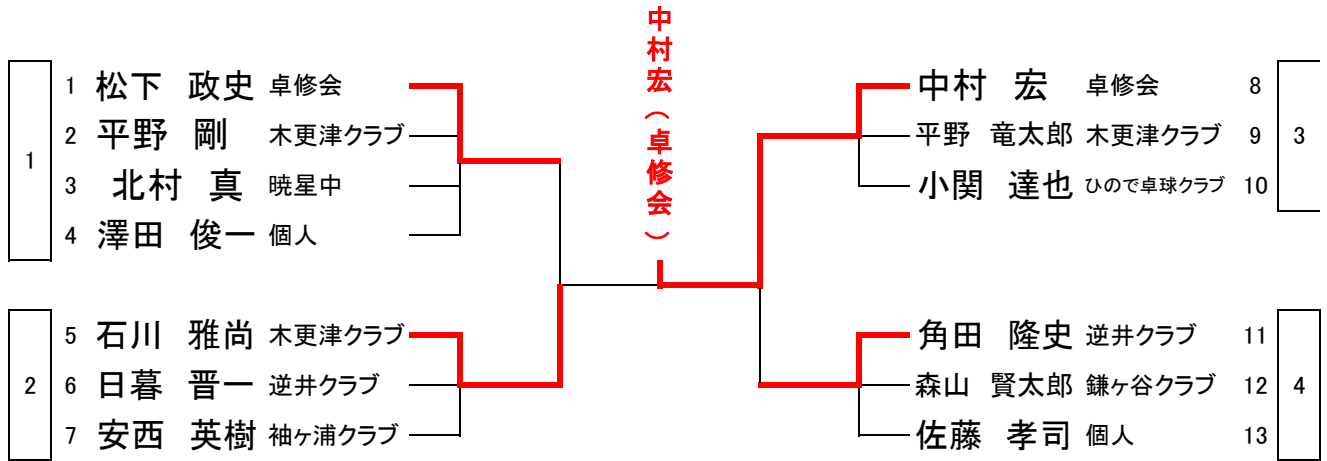 中村宏（卓修会）
1
1 松下 政史 卓修会
2 平野 剛 木更津クラブ
3 北村 真 暁星中
4 澤田 俊一 個人
2
5 石川 雅尚 木更津クラブ
6 日暮 晋一 逆井クラブ
7 安西 英樹 袖ヶ浦クラブ
中村 宏 卓修会 8
平野 竜太郎 木更津クラブ 9
小関 達也 ひので卓球クラブ 10
3
角田 隆史 逆井クラブ 11
森山 賢太郎 鎌ヶ谷クラブ 12
佐藤 孝司 個人 13
4